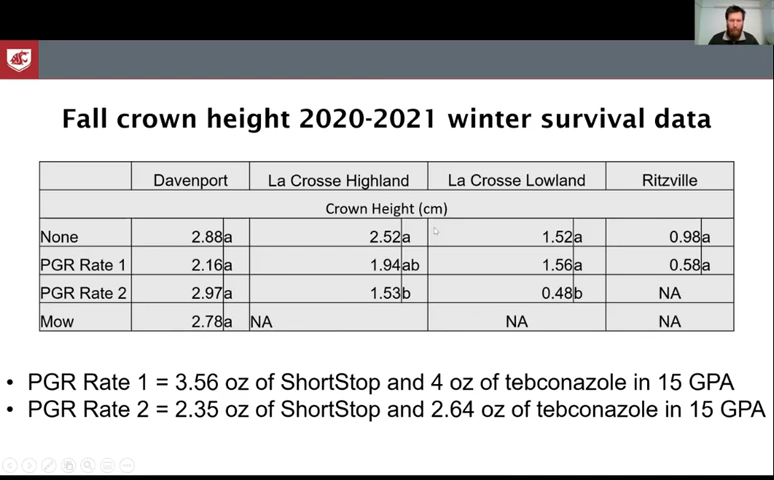 Fall crown height 2020-2021 winter survival data
Davenport La Crosse Highland La Crosse Lowland Ritzville
Crown Height (cm)
None 2.88 a 2.52 a 1.52 a 0.98 a
PGR Rate 1 2.16 a 1.94 ab 1.56 a 0.58 a
PGR Rate 2 2.97 a 1.53 b 0.48 b NA
Mow 2.78 a NA NA NA
• PGR Rate 1 = 3.56 oz of ShortStop and 4 oz of tebconazole in 15 GPA
• PGR Rate 2 = 2.35 oz of ShortStop and 2.64 oz of tebconazole in 15 GPA